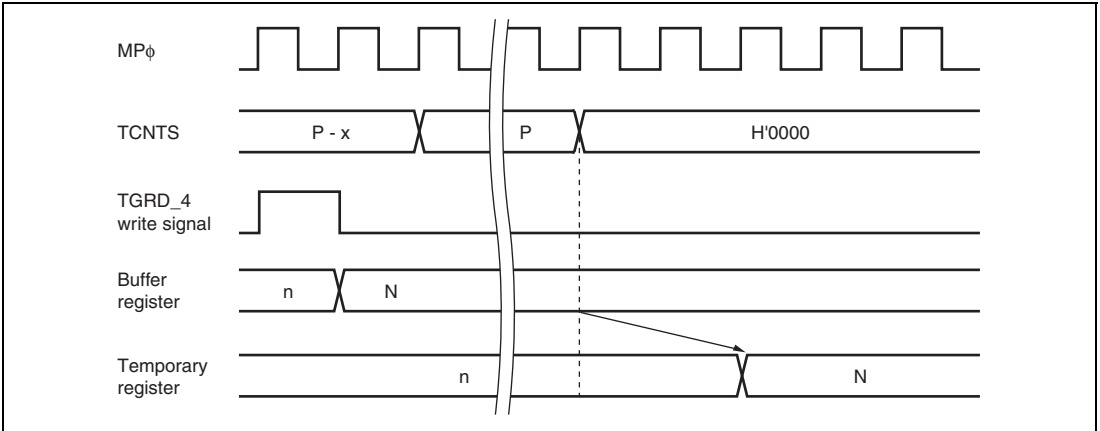 MPϕ
TCNTS
P - x
P
H'0000
TGRD_4
write signal
Buffer
register
n
N
Temporary
register
n
N